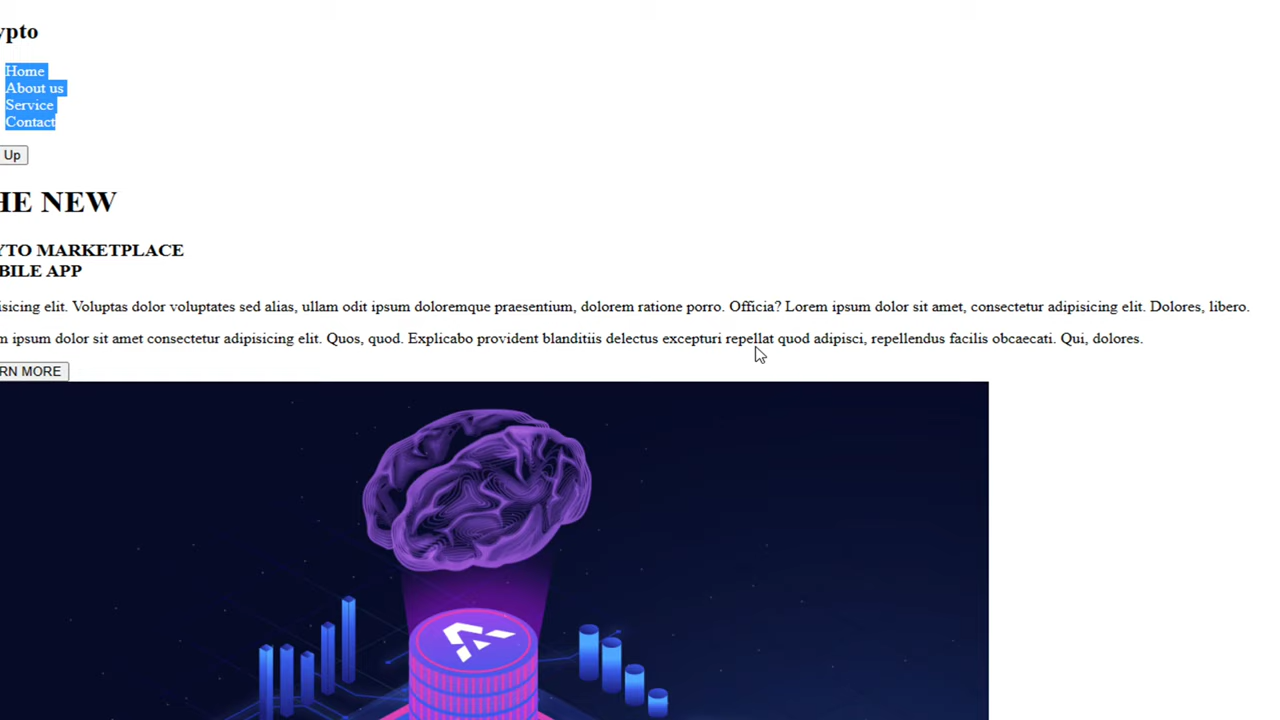 ypto
Home
About us
Service
Contact
Up
HE NEW
YTO MARKETPLACE
BILE APP
isicing elit. Voluptas dolor voluptates sed alias, ullam odit ipsum doloremque praesentium, dolorem ratione porro. Officia? Lorem ipsum dolor sit amet, consectetur adipisicing elit. Dolores, libero.
m ipsum dolor sit amet consectetur adipisicing elit. Quos, quod. Explicabo provident blanditiis delectus excepturi repellat quod adipisci, repellendus facilis obcaecati. Qui, dolores.
RN MORE